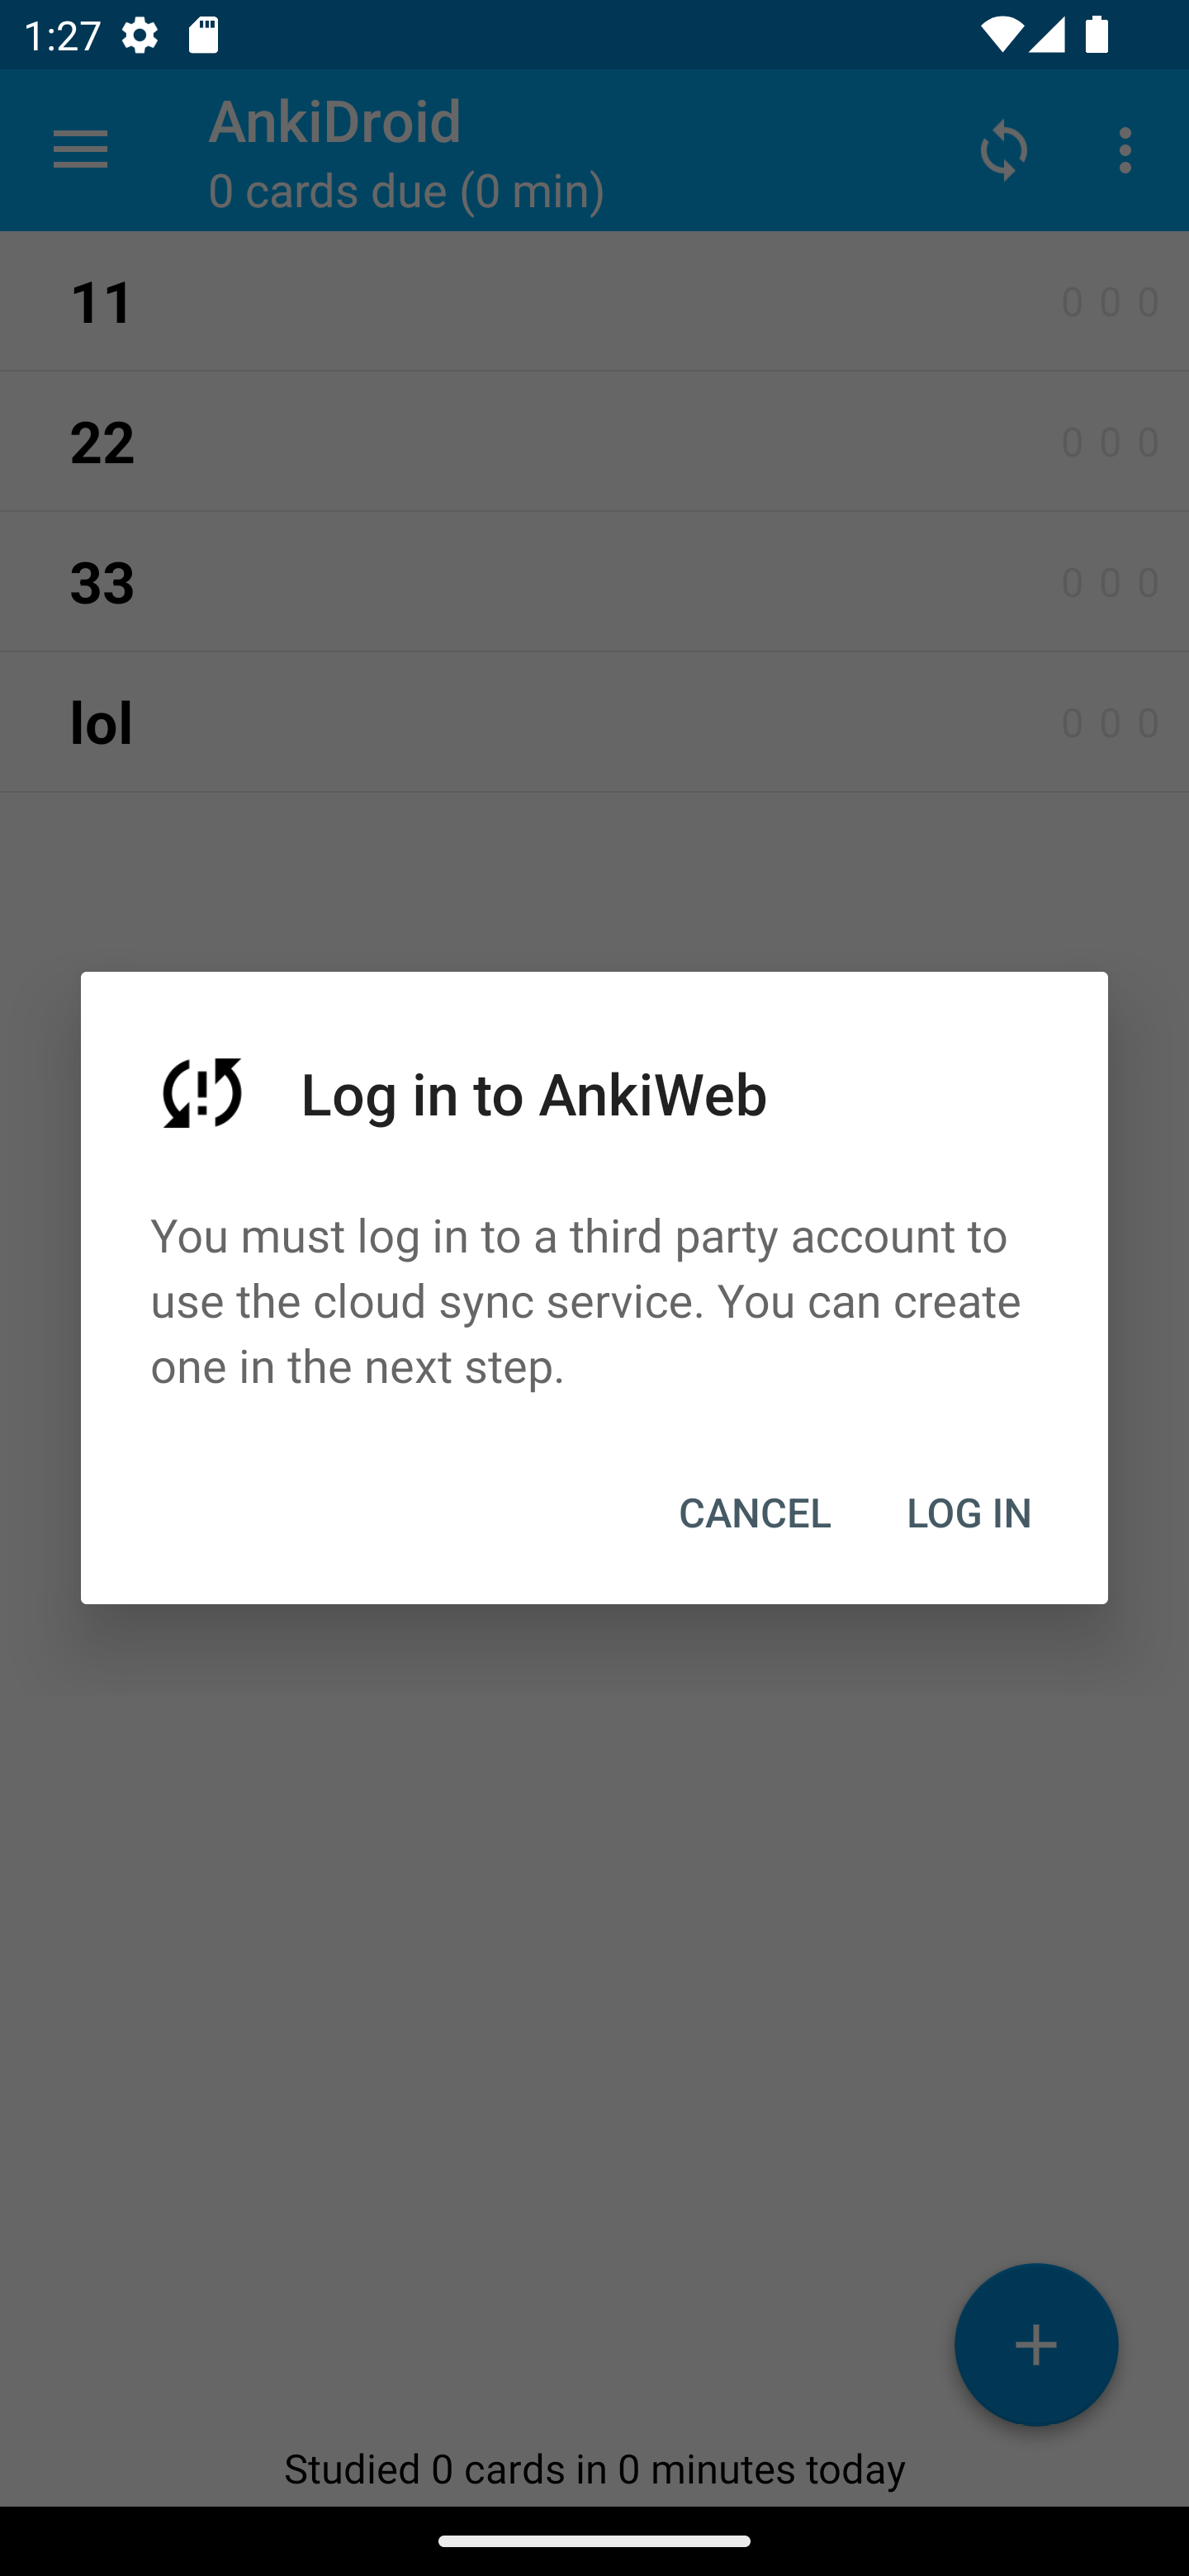 1:27
AnkiDroid
0 cards due (0 min)
11 0 0 0
22 0 0 0
33 0 0 0
lol 0 0 0
Log in to AnkiWeb
You must log in to a third party account to
use the cloud sync service. You can create
one in the next step.
CANCEL LOG IN
Studied 0 cards in 0 minutes today